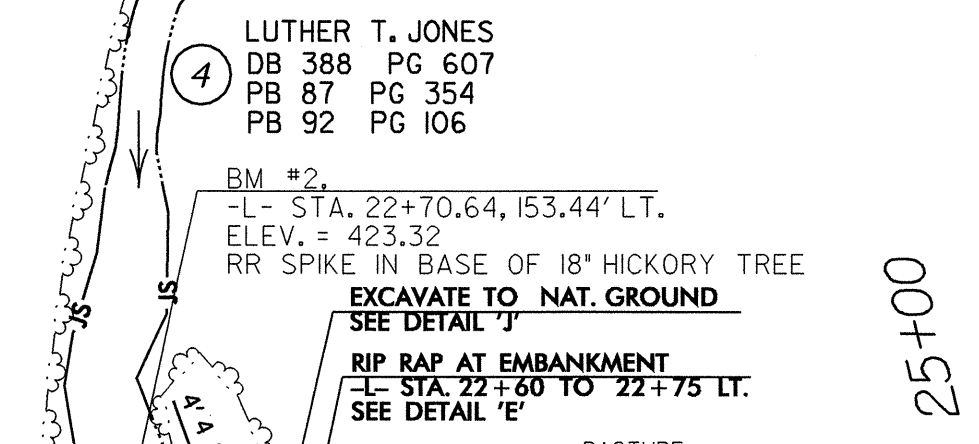 LUTHER T. JONES
4
DB 388 PG 607
PB 87 PG 354
PB 92 PG 106
BM #2,
-L- STA. 22+70.64, 153.44' LT.
ELEV. = 423.32
RR SPIKE IN BASE OF 18" HICKORY TREE
JS
JS
EXCAVATE TO NAT. GROUND
SEE DETAIL 'J'
RIP RAP AT EMBANKMENT
-L- STA. 22+60 TO 22+75 LT.
SEE DETAIL 'E'
25+00
4' 4
PASTURE